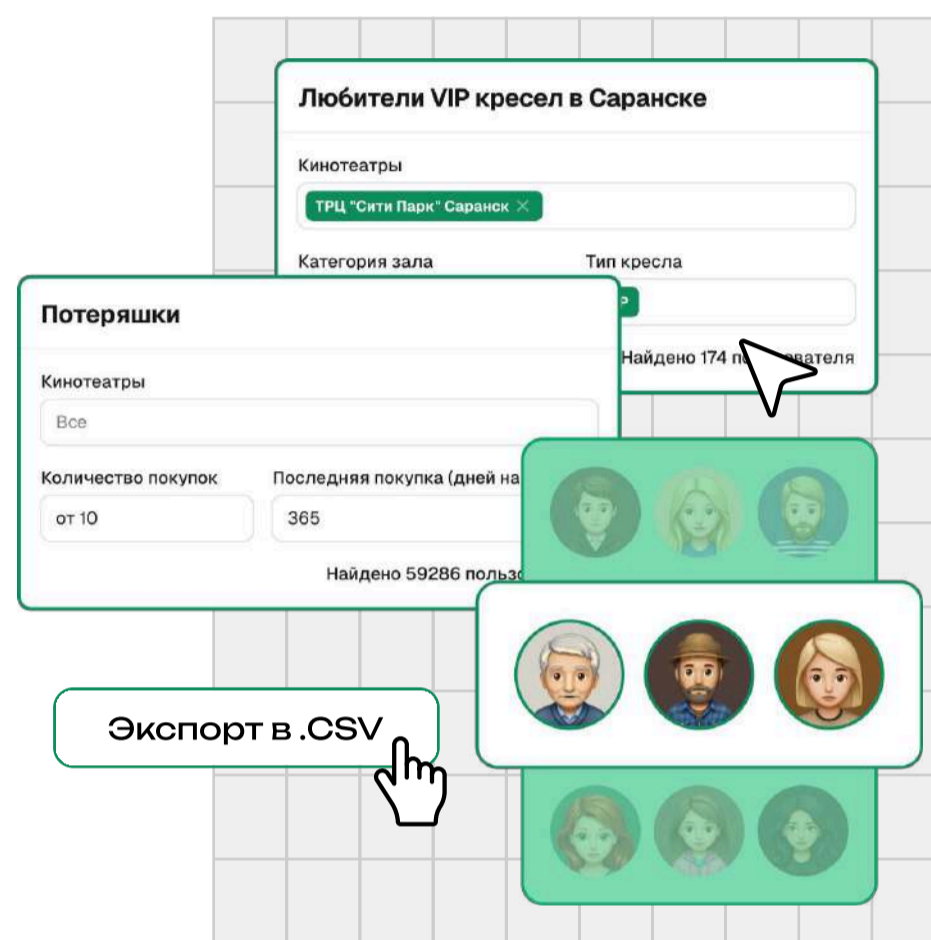 Любители VIP кресел в Саранске
Кинотеатры
ТРЦ "Сити Парк" Саранск
Категория зала
Тип кресла
Найдено 174
Потеряшки
Кинотеатры
Все
Количество покупок
Последняя покупка (дней на
от 10
365
Найдено 59286
Экспорт в .CSV